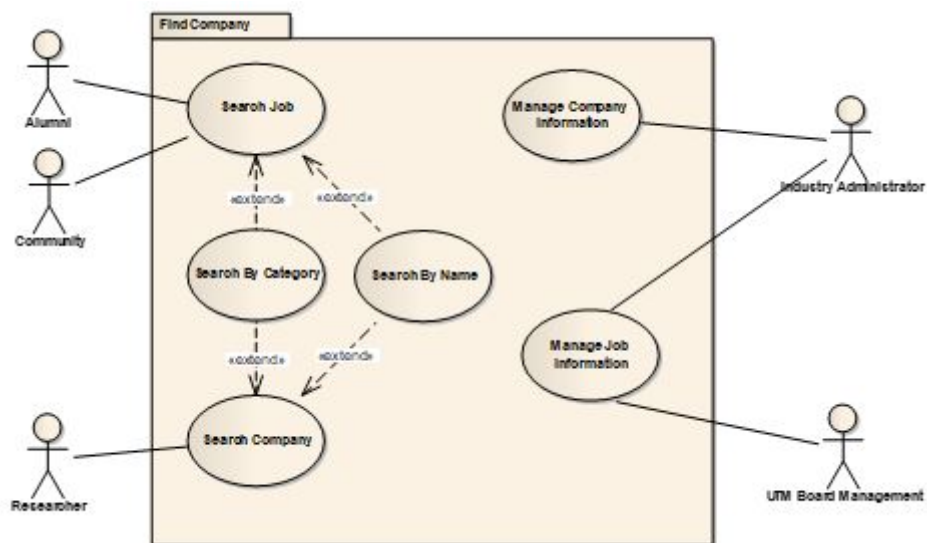 Find Company
Alumni
Search Job
Manage Company
Information
Industry Administrator
Community
«extend»
«extend»
Search By Category
Search By Name
«extend»
«extend»
Manage Job
Information
Search Company
Researcher
UTM Board Management